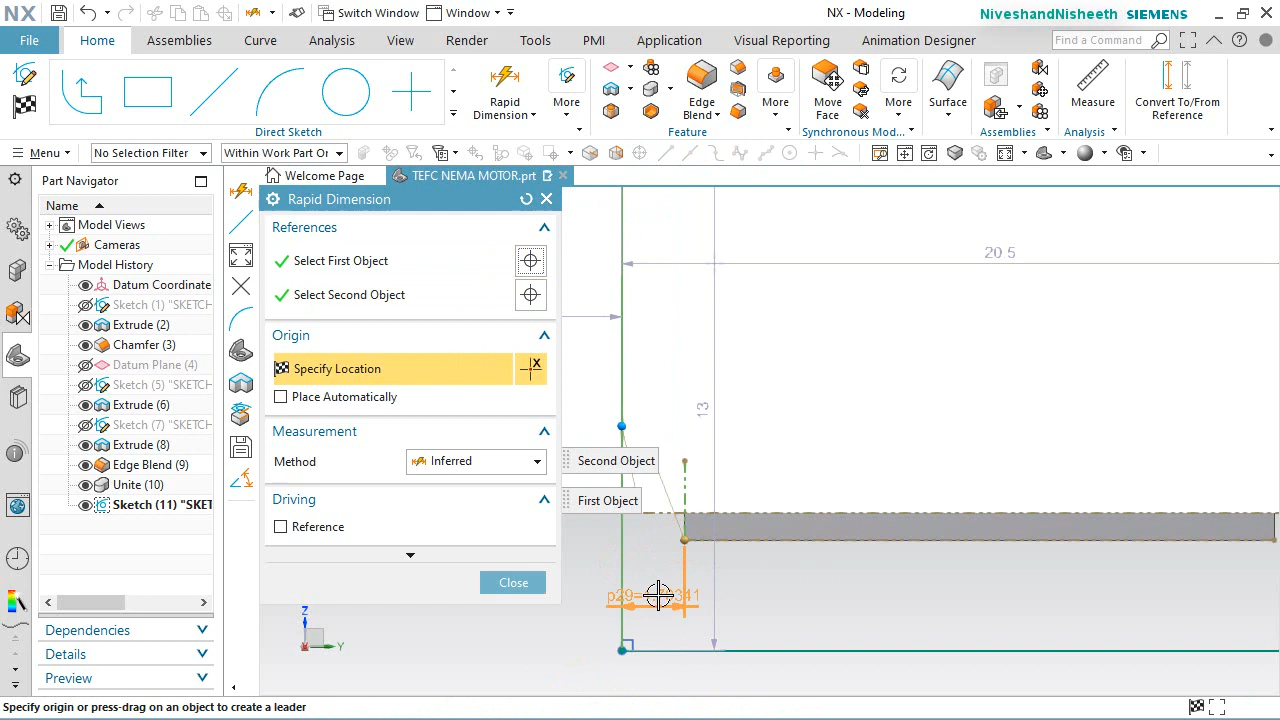 NX
Switch Window
Window
NX - Modeling
NiveshandNisheeth SIEMENS
File
Home
Assemblies
Curve
Analysis
View
Render
Tools
PMI
Application
Visual Reporting
Animation Designer
Find a Command
Rapid Dimension
More
Edge Blend
More
Move Face
More
Surface
Measure
Convert To/From Reference
Direct Sketch
Feature
Synchronous Mod...
Assemblies
Analysis
Menu
No Selection Filter
Within Work Part Or
Part Navigator
Welcome Page
TEFC NEMA MOTOR.prt
Name
Model Views
Cameras
Model History
Datum Coordinate
Sketch (1) "SKETCH
Extrude (2)
Chamfer (3)
Datum Plane (4)
Sketch (5) "SKETCH
Extrude (6)
Sketch (7) "SKETCH
Extrude (8)
Edge Blend (9)
Unite (10)
Sketch (11) "SKET
Dependencies
Details
Preview
Rapid Dimension
References
Select First Object
Select Second Object
Origin
Specify Location
X
Place Automatically
Measurement
Method
Inferred
Driving
Reference
Close
20.5
13
Second Object
First Object
Z
Y
Specify origin or press-drag on an object to create a leader